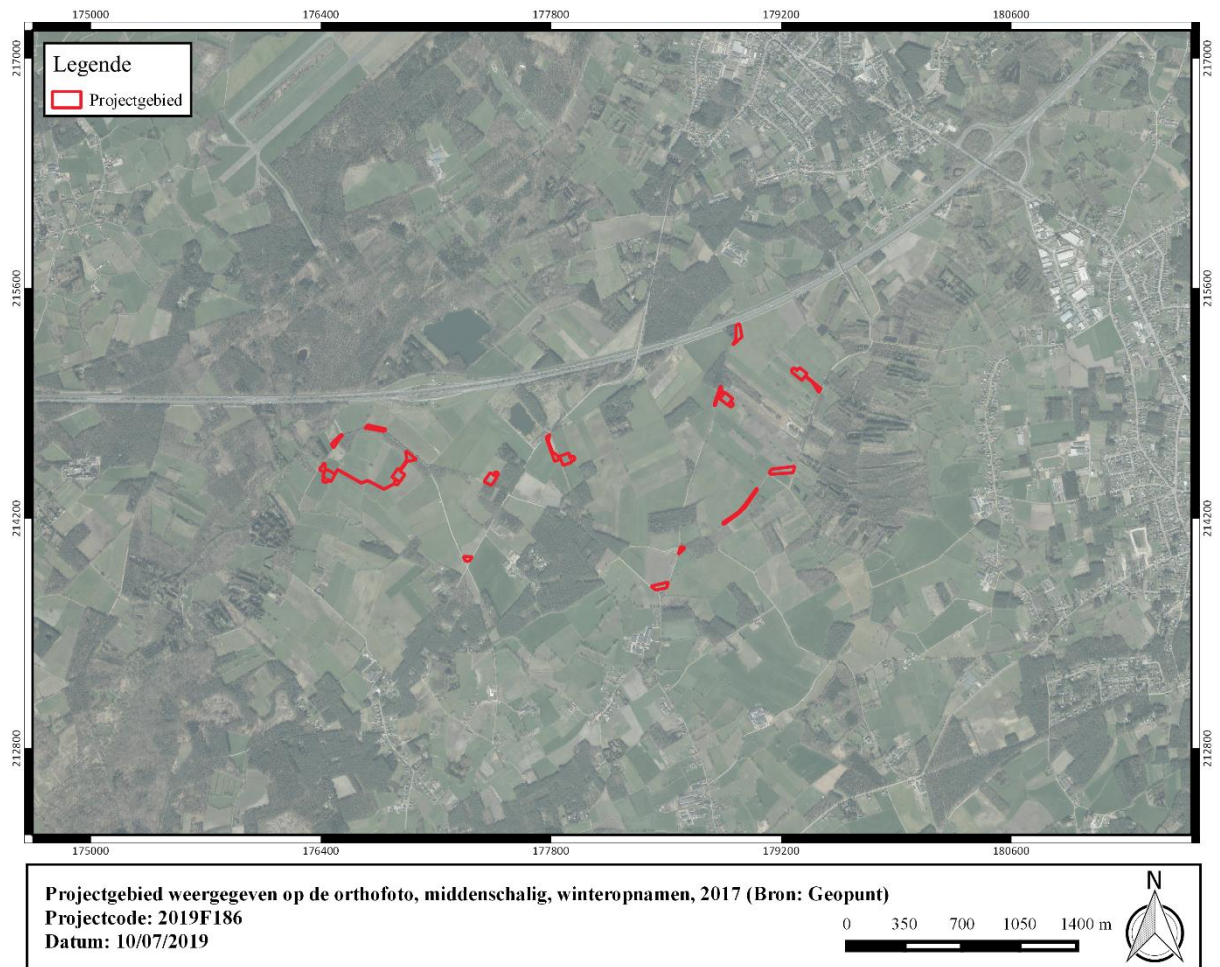 175000 176400 177800 179200 180600
217000 217000
Legende
Projectgebied
215600 215600
214200 214200
212800 212800
175000 176400 177800 179200 180600
Projectgebied weergegeven op de orthofoto, middenschalig, winteropnamen, 2017 (Bron: Geopunt)
Projectcode: 2019F186
Datum: 10/07/2019
N
0 350 700 1050 1400 m